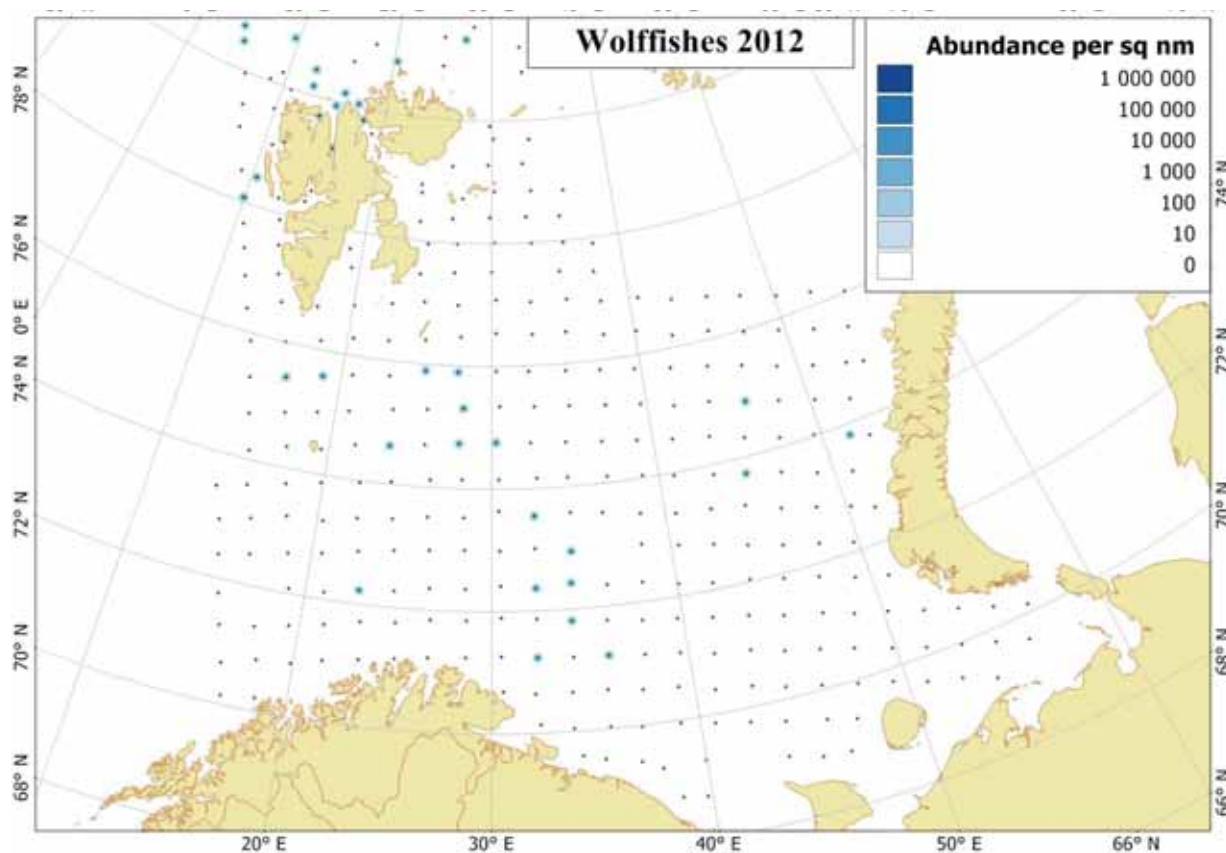 Wolffishes 2012
Abundance per sq nm
1 000 000
100 000
10 000
1 000
100
10
0
78° N
76° N
0° E
74° N
72° N
70° N
68° N
74° N
72° N
70° N
68° N
66° N
20° E
30° E
40° E
50° E
66° N